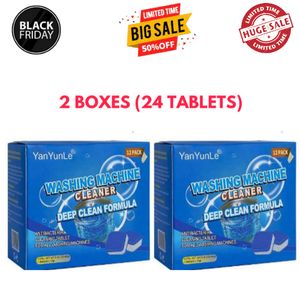 BLACK
FRIDAY
LIMITED TIME
BIG SALE
50%OFF
LIMITED TIME
HUGE SALE
LIMITED TIME
2 BOXES (24 TABLETS)
12 PACK
YanYunLe
WASHING MACHINE
CLEANER
DEEP CLEAN FORMULA
12 PACK
YanYunLe
WASHING MACHINE
CLEANER
DEEP CLEAN FORMULA